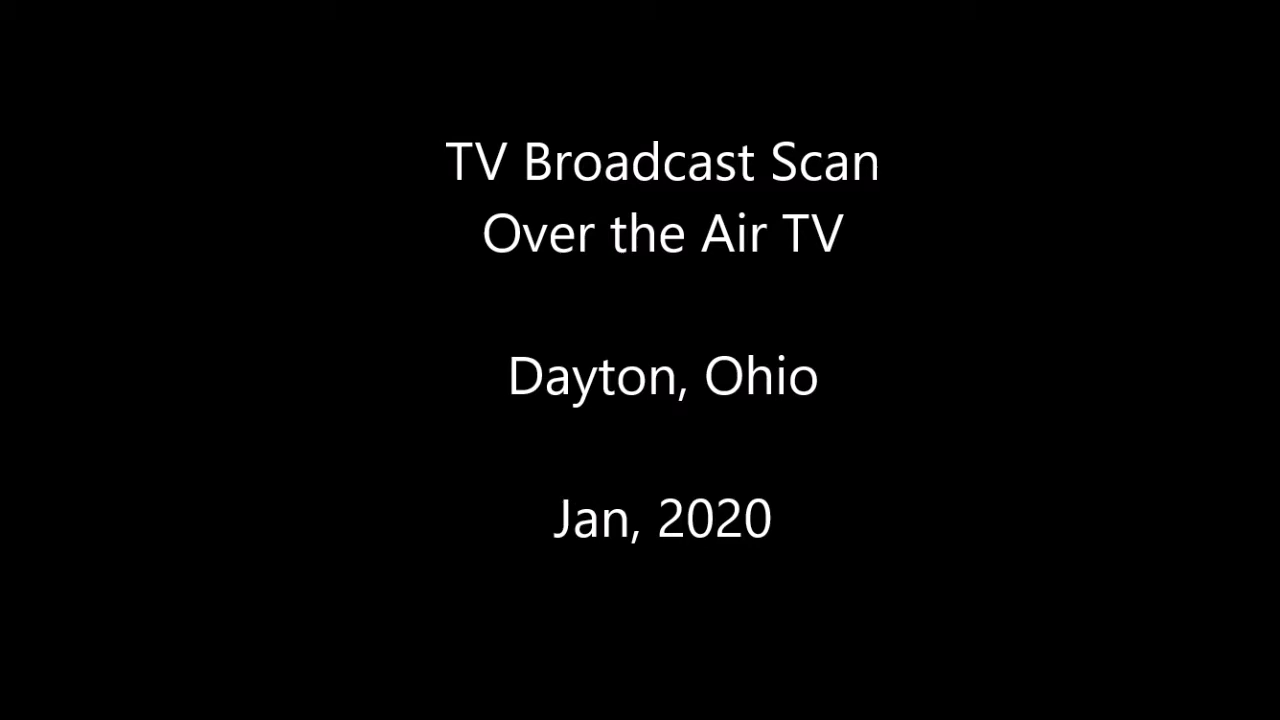 TV Broadcast Scan
Over the Air TV
Dayton, Ohio
Jan, 2020